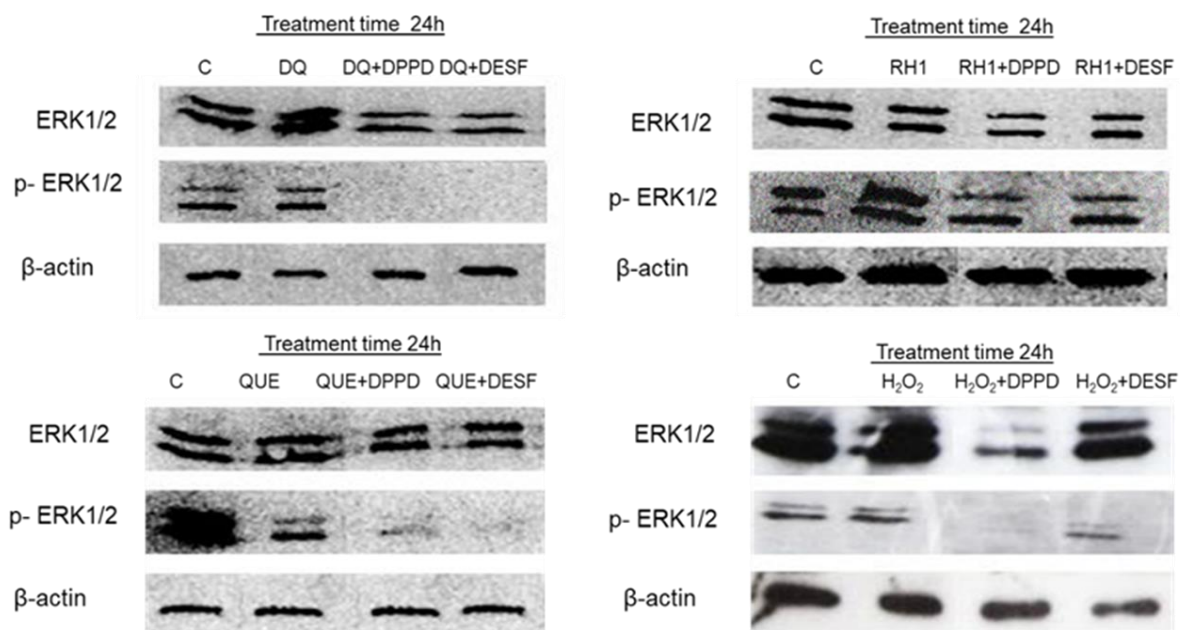 Treatment time 24h
C DQ DQ+DPPD DQ+DESF
ERK1/2
p- ERK1/2
β-actin
Treatment time 24h
C RH1 RH1+DPPD RH1+DESF
ERK1/2
p- ERK1/2
β-actin
Treatment time 24h
C QUE QUE+DPPD QUE+DESF
ERK1/2
p- ERK1/2
β-actin
Treatment time 24h
C H₂O₂ H₂O₂+DPPD H₂O₂+DESF
ERK1/2
p- ERK1/2
β-actin